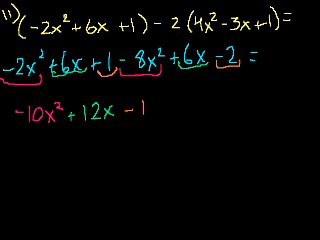 11) (-2x² + 6x + 1) - 2 (4x² - 3x + 1) =
-2x² + 6x + 1 - 8x² + 6x - 2 =
-10x² + 12x - 1